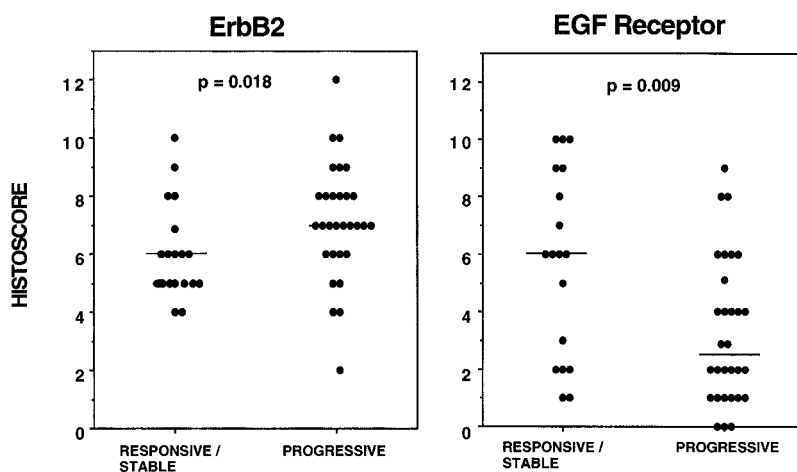 ErbB2
EGF Receptor
HISTOSCORE
12
10
8
6
4
2
0
p = 0.018
RESPONSIVE /
STABLE
PROGRESSIVE
12
10
8
6
4
2
0
p = 0.009
RESPONSIVE /
STABLE
PROGRESSIVE